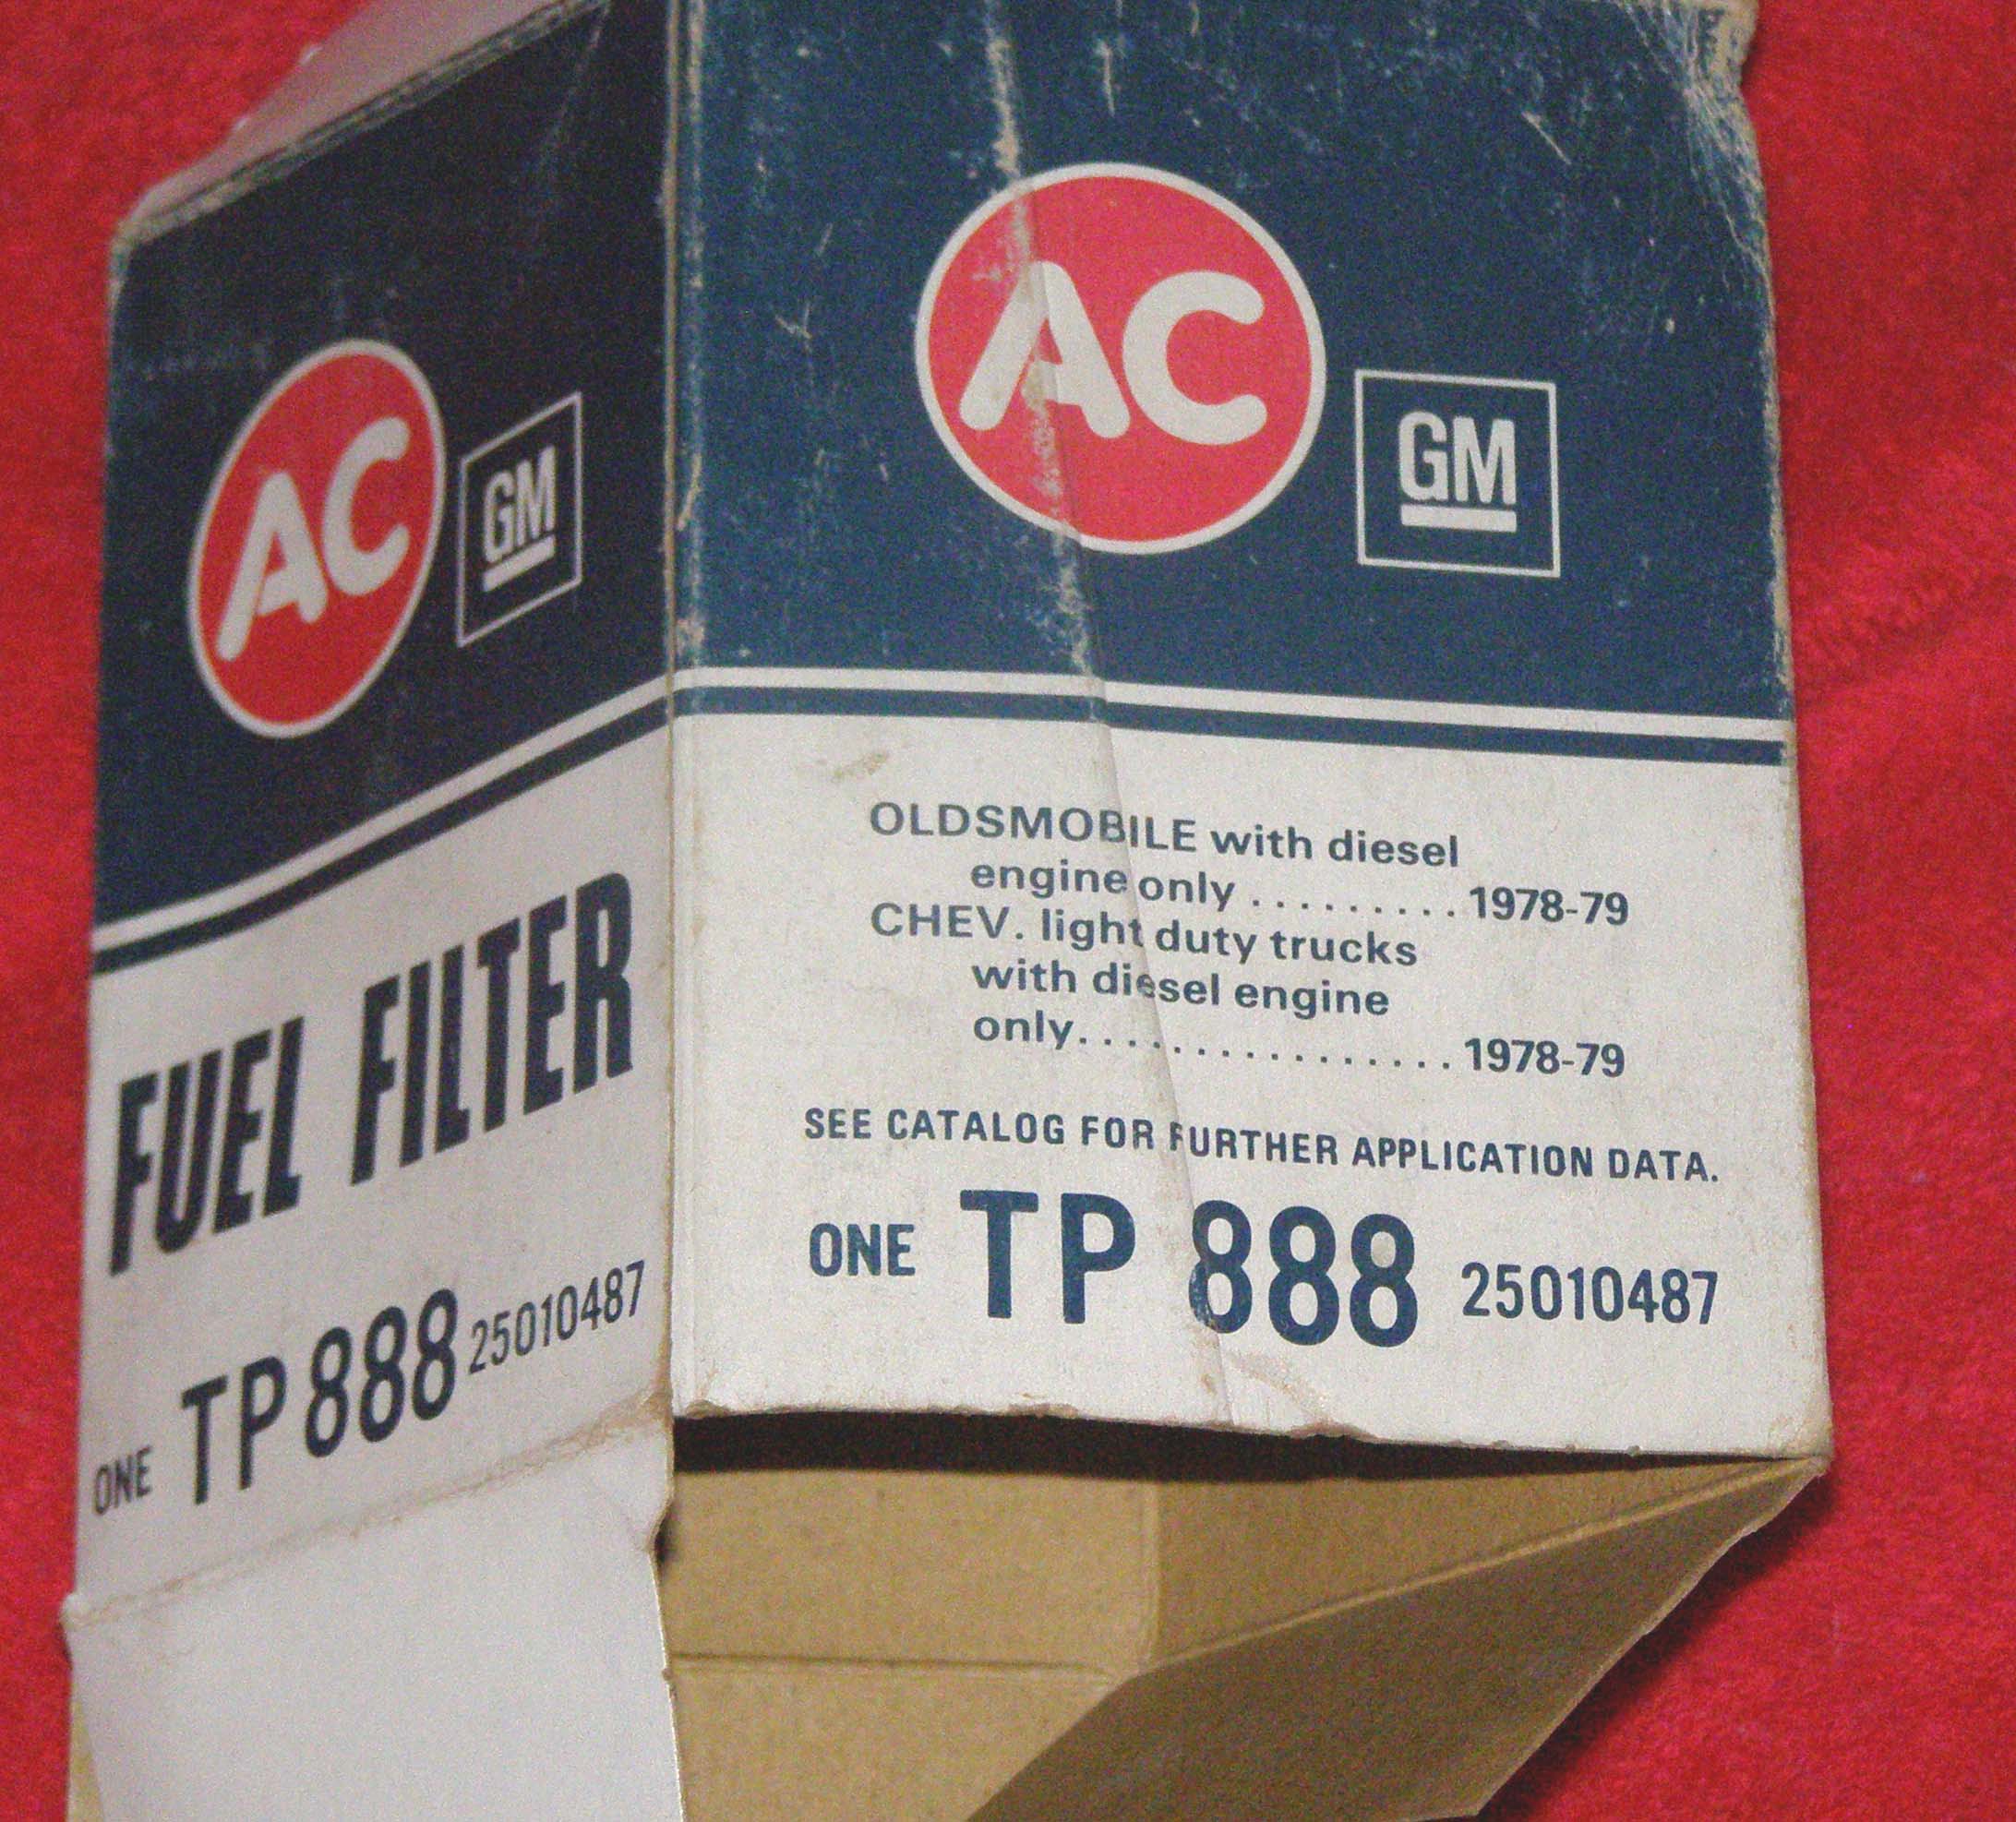 AC
GM
FUEL FILTER
ONE TP 888 25010487
AC
GM
OLDSMOBILE with diesel
engine only ......... 1978-79
CHEV. light duty trucks
with diesel engine
only................ 1978-79
SEE CATALOG FOR FURTHER APPLICATION DATA.
ONE TP 888 25010487